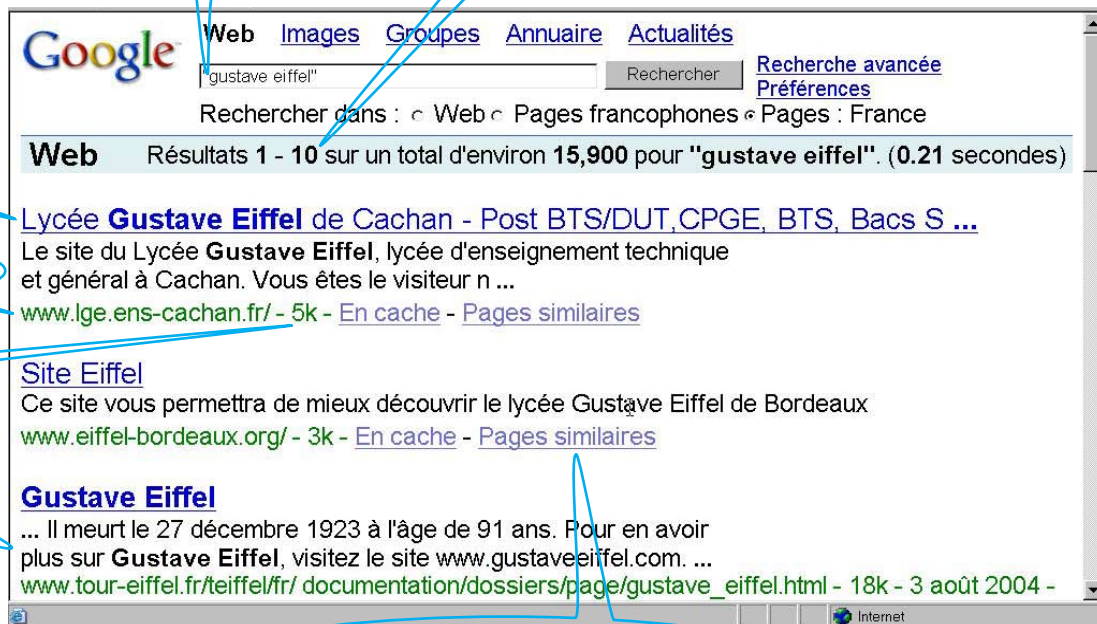 Google Web Images Groupes Annuaire Actualités
"gustave eiffel" Rechercher Recherche avancée
Préférences
Rechercher dans : Web Pages francophones Pages : France
Web Résultats 1 - 10 sur un total d'environ 15,900 pour "gustave eiffel". (0.21 secondes)
Lycée Gustave Eiffel de Cachan - Post BTS/DUT,CPGE, BTS, Bacs S ...
Le site du Lycée Gustave Eiffel, lycée d'enseignement technique
et général à Cachan. Vous êtes le visiteur n ...
www.lge.ens-cachan.fr/ - 5k - En cache - Pages similaires
Site Eiffel
Ce site vous permettra de mieux découvrir le lycée Gustave Eiffel de Bordeaux
www.eiffel-bordeaux.org/ - 3k - En cache - Pages similaires
Gustave Eiffel
... Il meurt le 27 décembre 1923 à l'âge de 91 ans. Pour en avoir
plus sur Gustave Eiffel, visitez le site www.gustaveeiffel.com. ...
www.tour-eiffel.fr/teiffel/fr/ documentation/dossiers/page/gustave_eiffel.html - 18k - 3 août 2004 -
Internet